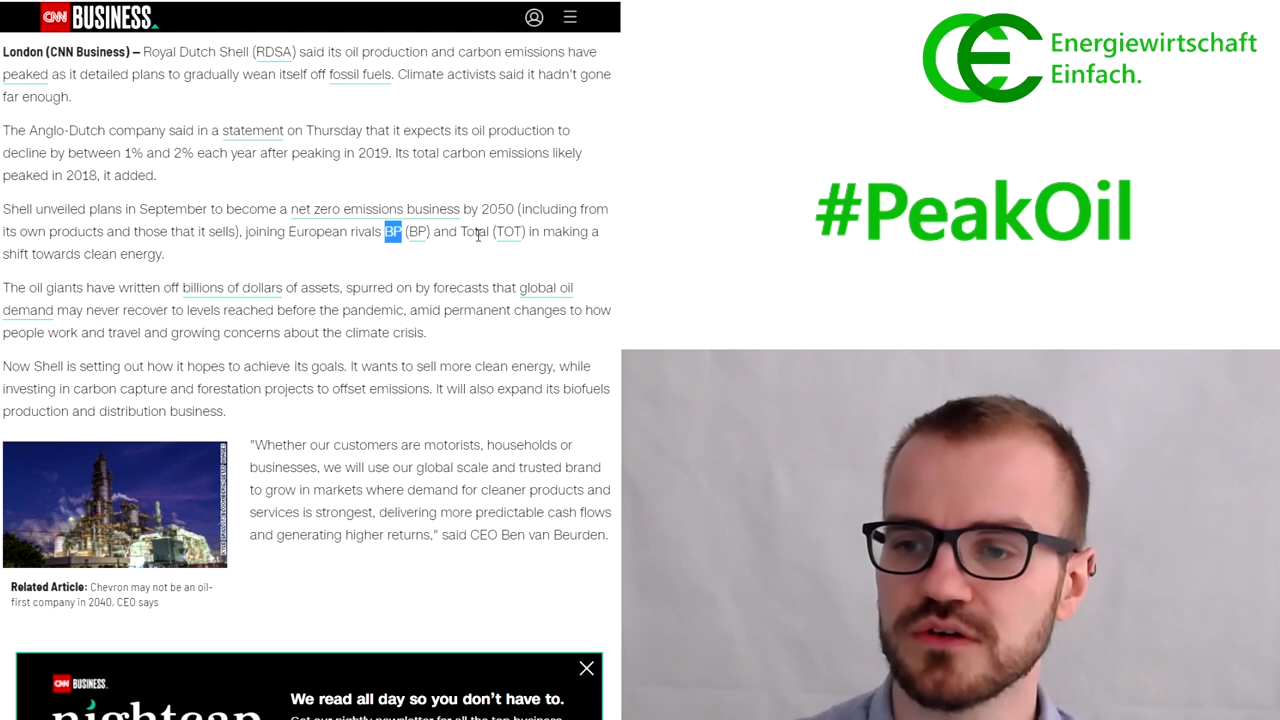 CNN BUSINESS
London (CNN Business) — Royal Dutch Shell (RDSA) said its oil production and carbon emissions have
peaked as it detailed plans to gradually wean itself off fossil fuels. Climate activists said it hadn't gone
far enough.
The Anglo-Dutch company said in a statement on Thursday that it expects its oil production to
decline by between 1% and 2% each year after peaking in 2019. Its total carbon emissions likely
peaked in 2018, it added.
Shell unveiled plans in September to become a net zero emissions business by 2050 (including from
its own products and those that it sells), joining European rivals BP (BP) and Total (TOT) in making a
shift towards clean energy.
The oil giants have written off billions of dollars of assets, spurred on by forecasts that global oil
demand may never recover to levels reached before the pandemic, amid permanent changes to how
people work and travel and growing concerns about the climate crisis.
Now Shell is setting out how it hopes to achieve its goals. It wants to sell more clean energy, while
investing in carbon capture and forestation projects to offset emissions. It will also expand its biofuels
production and distribution business.
"Whether our customers are motorists, households or
businesses, we will use our global scale and trusted brand
to grow in markets where demand for cleaner products and
services is strongest, delivering more predictable cash flows
and generating higher returns," said CEO Ben van Beurden.
Related Article: Chevron may not be an oil-
first company in 2040, CEO says
CNN BUSINESS
nightcap
We read all day so you don't have to.
Get our nightly newsletter for all the top business
CE Energiewirtschaft
Einfach.
#PeakOil